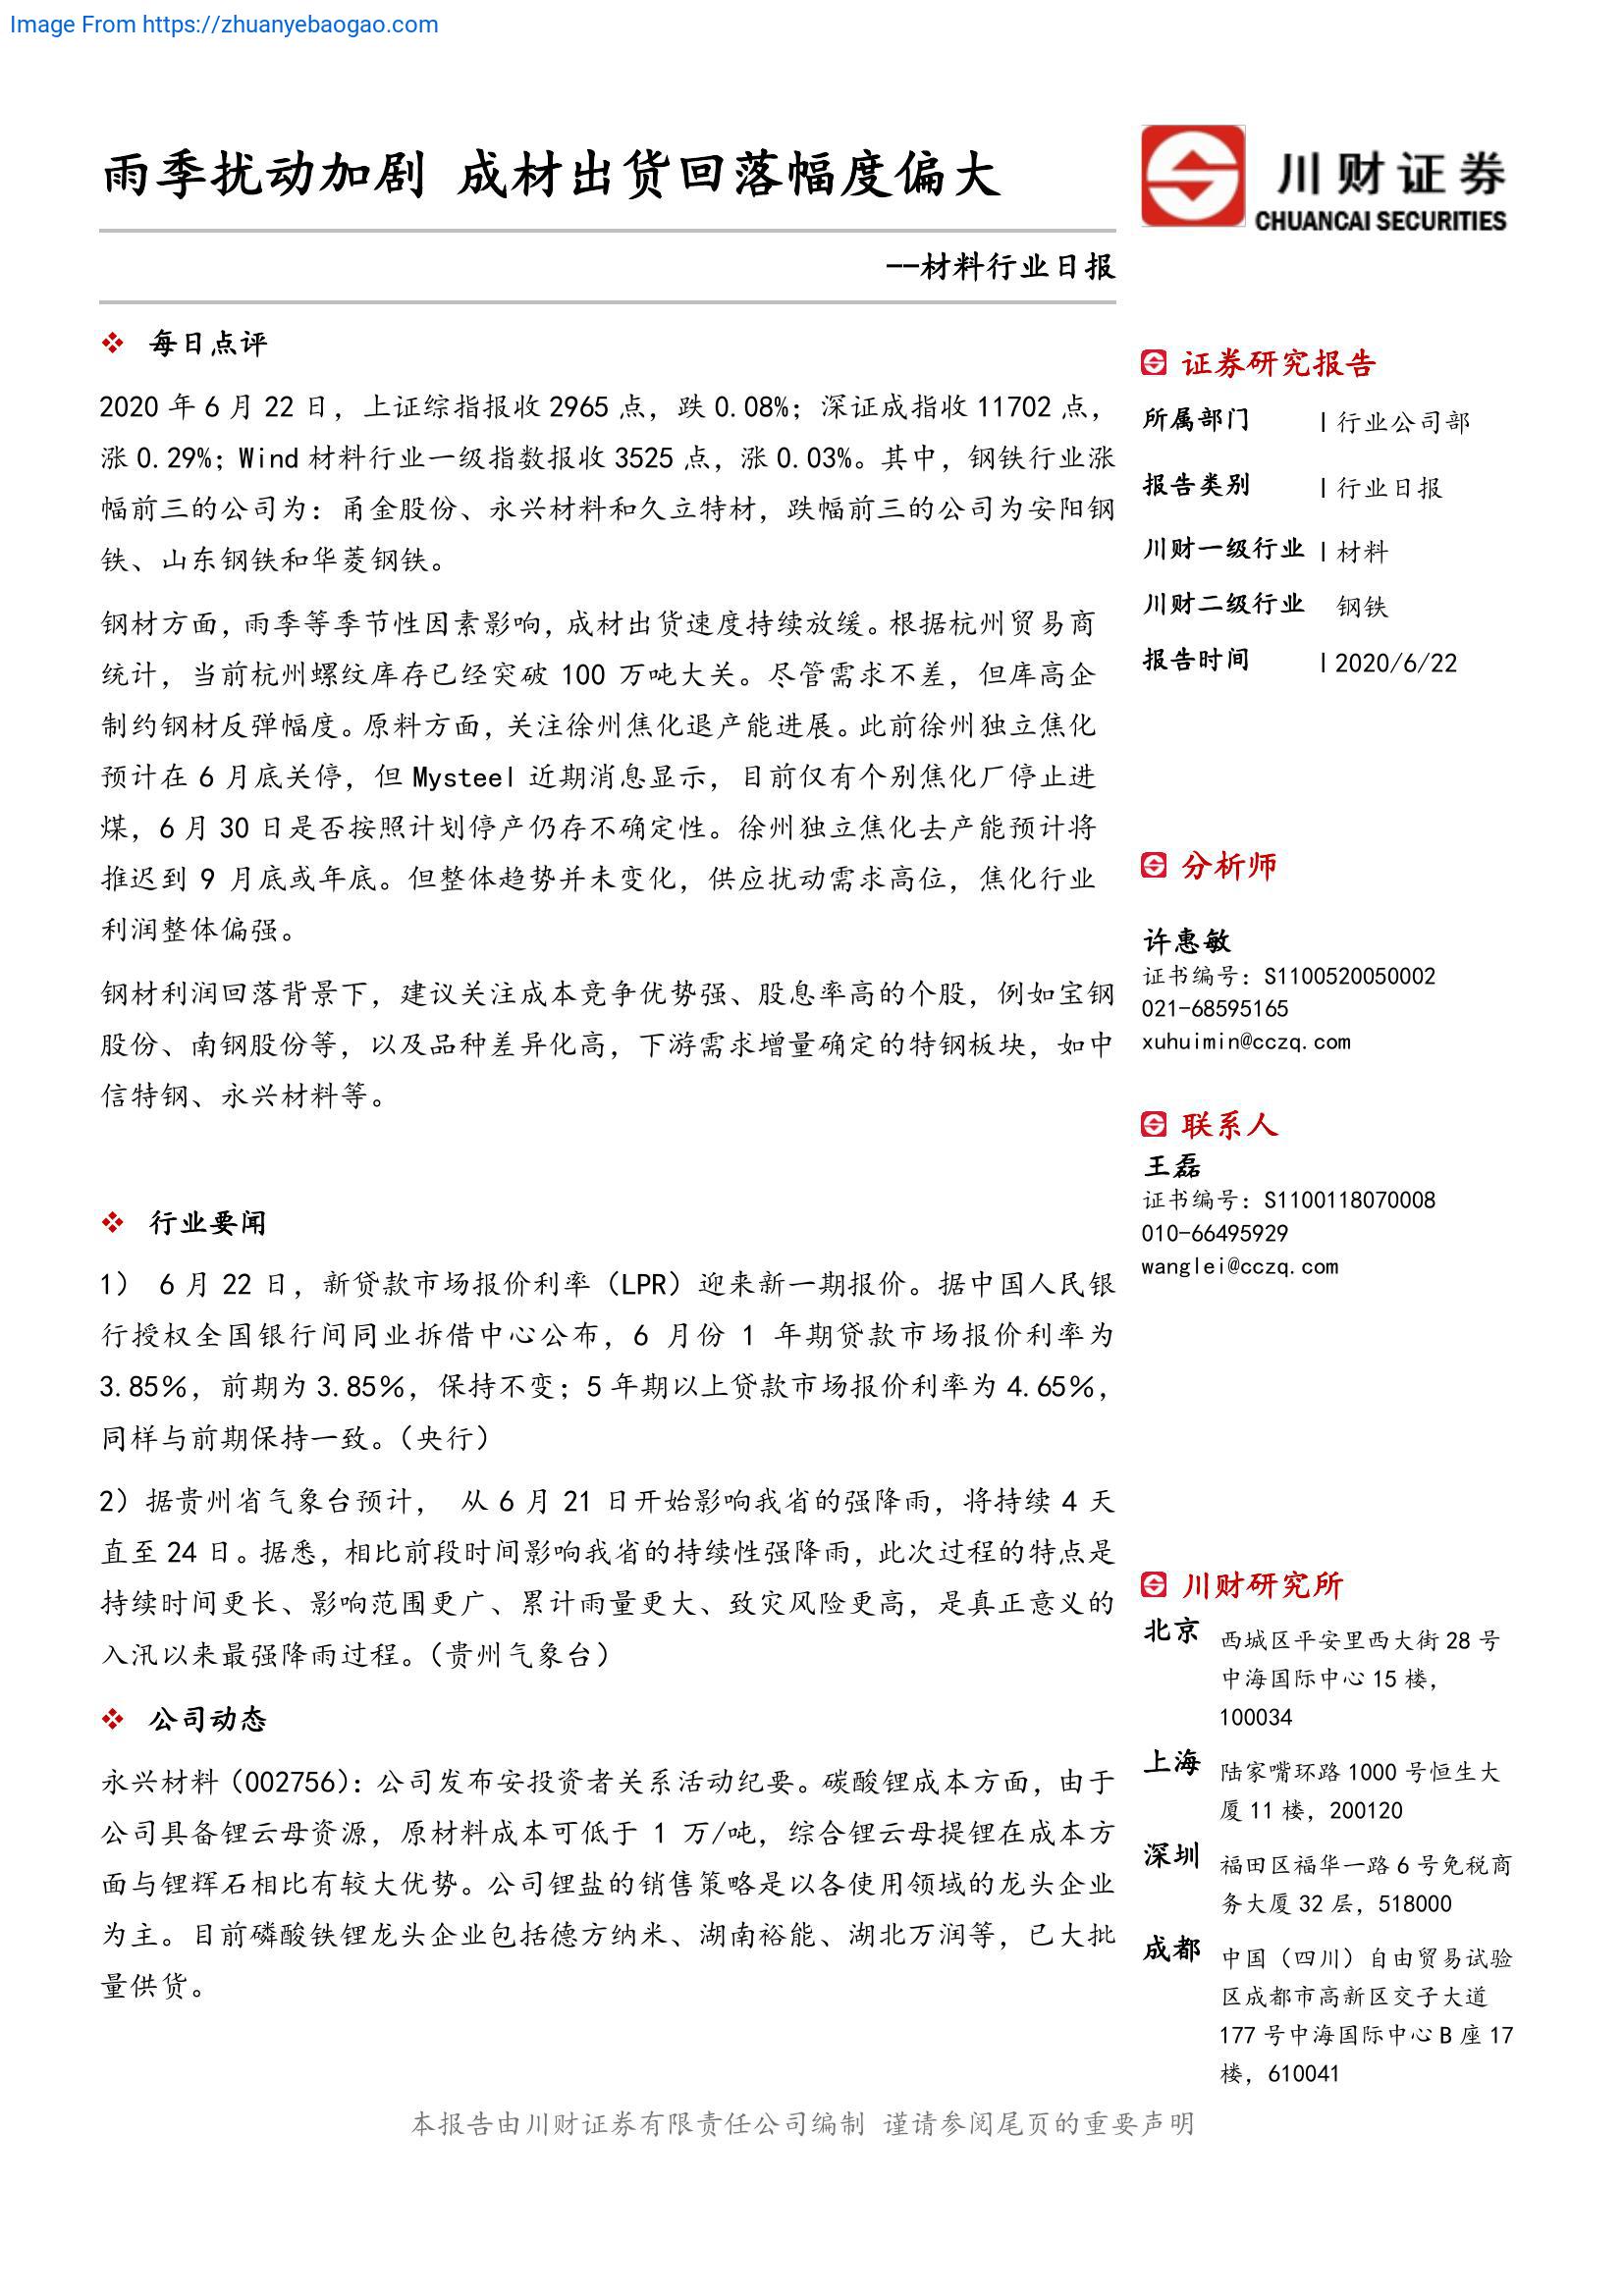 Image From https://zhuanyebaogao.com
雨季扰动加剧 成材出货回落幅度偏大
川财证券
CHUANCAI SECURITIES
——材料行业日报
❖ 每日点评
2020 年 6 月 22 日，上证综指报收 2965 点，跌 0.08%；深证成指收 11702 点，
涨 0.29%；Wind 材料行业一级指数报收 3525 点，涨 0.03%。其中，钢铁行业涨
幅前三的公司为：甬金股份、永兴材料和久立特材，跌幅前三的公司为安阳钢
铁、山东钢铁和华菱钢铁。
钢材方面，雨季等季节性因素影响，成材出货速度持续放缓。根据杭州贸易商
统计，当前杭州螺纹库存已经突破 100 万吨大关。尽管需求不差，但库高企
制约钢材反弹幅度。原料方面，关注徐州焦化退产能进展。此前徐州独立焦化
预计在 6 月底关停，但 Mysteel 近期消息显示，目前仅有个别焦化厂停止进
煤，6 月 30 日是否按照计划停产仍存不确定性。徐州独立焦化去产能预计将
推迟到 9 月底或年底。但整体趋势并未变化，供应扰动需求高位，焦化行业
利润整体偏强。
钢材利润回落背景下，建议关注成本竞争优势强、股息率高的个股，例如宝钢
股份、南钢股份等，以及品种差异化高，下游需求增量确定的特钢板块，如中
信特钢、永兴材料等。
❖ 行业要闻
1） 6 月 22 日，新贷款市场报价利率（LPR）迎来新一期报价。据中国人民银
行授权全国银行间同业拆借中心公布，6 月份 1 年期贷款市场报价利率为
3.85%，前期为 3.85%，保持不变；5 年期以上贷款市场报价利率为 4.65%，
同样与前期保持一致。（央行）
2）据贵州省气象台预计， 从 6 月 21 日开始影响我省的强降雨，将持续 4 天
直至 24 日。据悉，相比前段时间影响我省的持续性强降雨，此次过程的特点是
持续时间更长、影响范围更广、累计雨量更大、致灾风险更高，是真正意义的
入汛以来最强降雨过程。（贵州气象台）
❖ 公司动态
永兴材料（002756）：公司发布安投资者关系活动纪要。碳酸锂成本方面，由于
公司具备锂云母资源，原材料成本可低于 1 万/吨，综合锂云母提锂在成本方
面与锂辉石相比有较大优势。公司锂盐的销售策略是以各使用领域的龙头企业
为主。目前磷酸铁锂龙头企业包括德方纳米、湖南裕能、湖北万润等，已大批
量供货。
证券研究报告
所属部门 | 行业公司部
报告类别 | 行业日报
川财一级行业 | 材料
川财二级行业 钢铁
报告时间 | 2020/6/22
分析师
许惠敏
证书编号：S1100520050002
021-68595165
xuhuimin@cczq.com
联系人
王磊
证书编号：S1100118070008
010-66495929
wanglei@cczq.com
川财研究所
北京 西城区平安里西大街 28 号
中海国际中心 15 楼，
100034
上海 陆家嘴环路 1000 号恒生大
厦 11 楼，200120
深圳 福田区福华一路 6 号免税商
务大厦 32 层，518000
成都 中国（四川）自由贸易试验
区成都市高新区交子大道
177 号中海国际中心 B 座 17
楼，610041
本报告由川财证券有限责任公司编制 谨请参阅尾页的重要声明